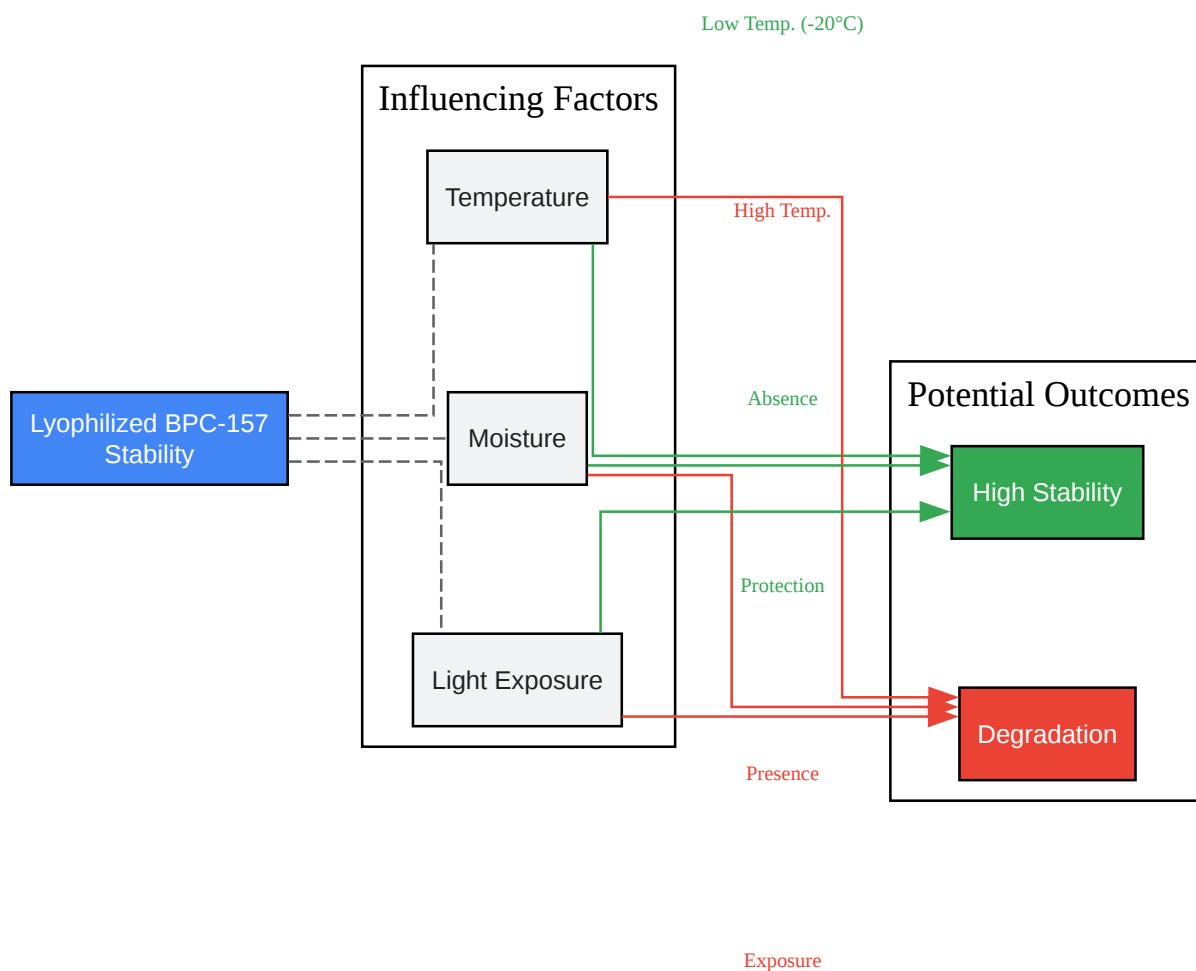 Low Temp. (-20°C)
Influencing Factors
Temperature
High Temp.
Absence
Potential Outcomes
Lyophilized BPC-157
Stability
Moisture
High Stability
Protection
Light Exposure
Degradation
Presence
Exposure